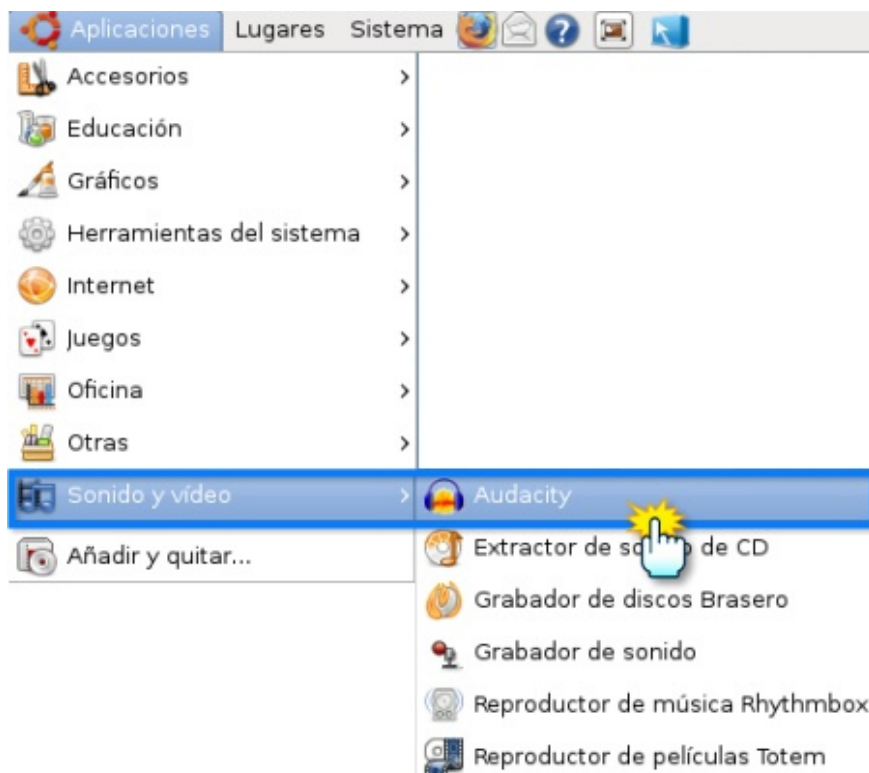 Aplicaciones Lugares Sistema
Accesorios
Educación
Gráficos
Herramientas del sistema
Internet
Juegos
Oficina
Otras
Sonido y vídeo
Añadir y quitar...
Audacity
Extractor de de CD
Grabador de discos Brasero
Grabador de sonido
Reproductor de música Rhythmbox
Reproductor de películas Totem